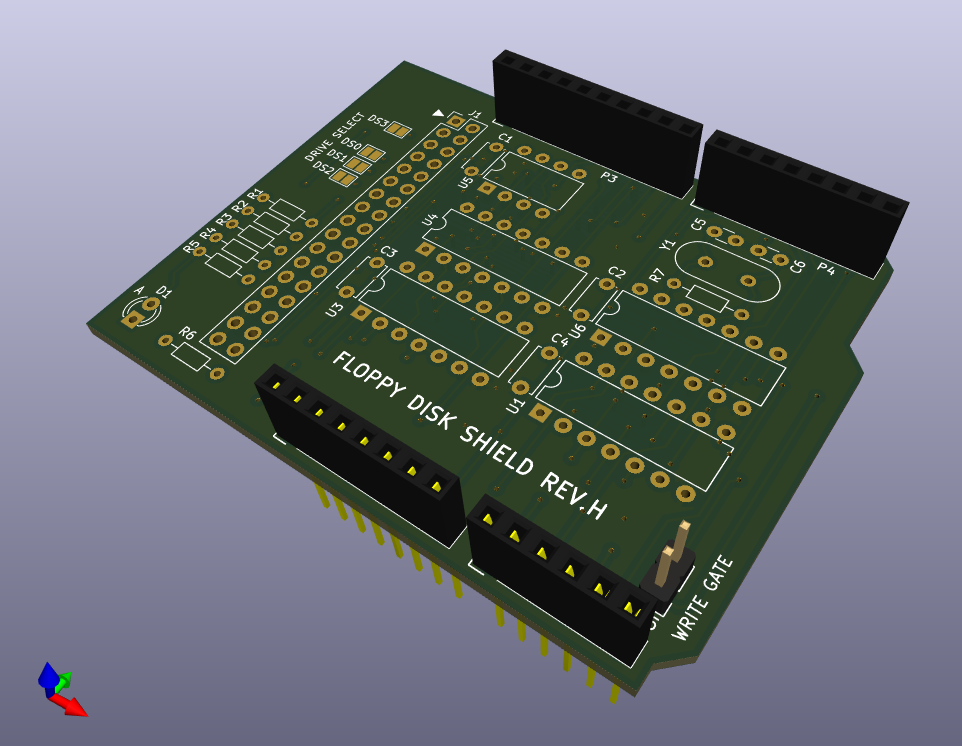 J1
DS3
DRIVE SELECT
DS0
DS1
DS2
C1
U5
P3
R1
R2
R3
R4
R5
U4
C5
C6
P4
Y1
R7
C3
C2
U3
U6
C4
U1
A
D1
R6
FLOPPY DISK SHIELD REV.H
WRITE GATE